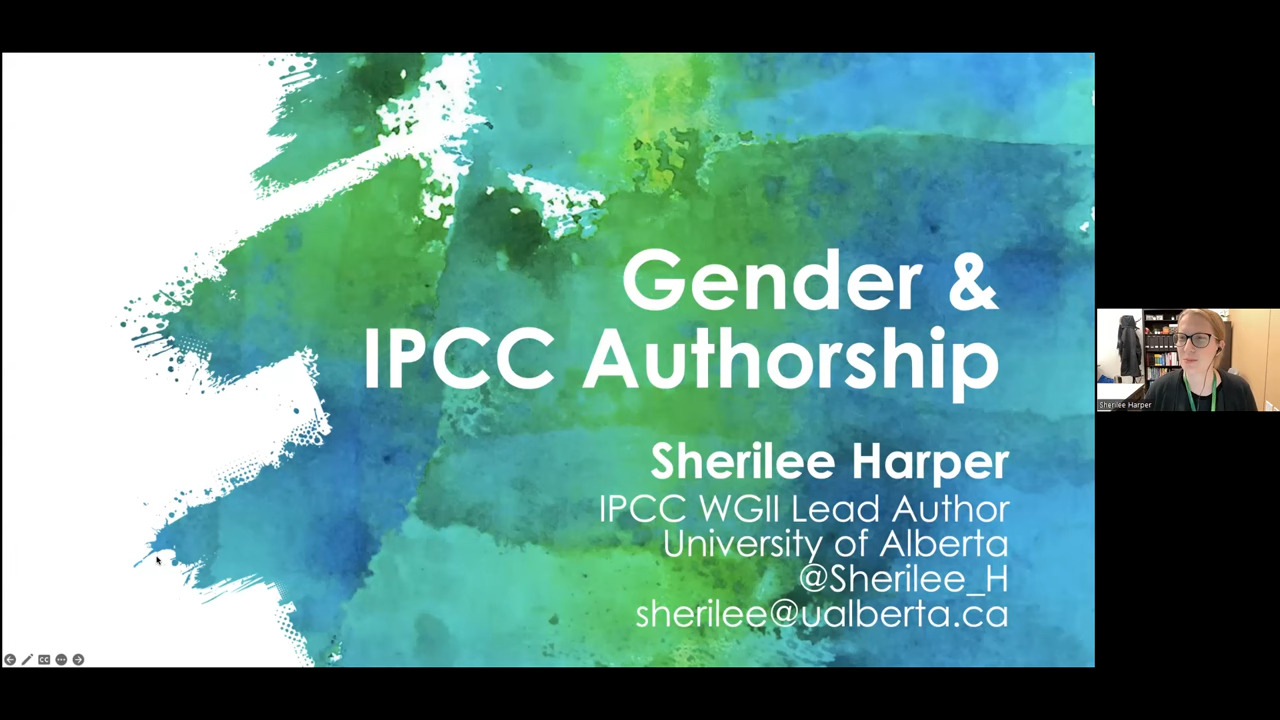 Gender &
IPCC Authorship
Sherilee Harper
IPCC WGII Lead Author
University of Alberta
@Sherilee_H
sherilee@ualberta.ca
Sherilee Harper